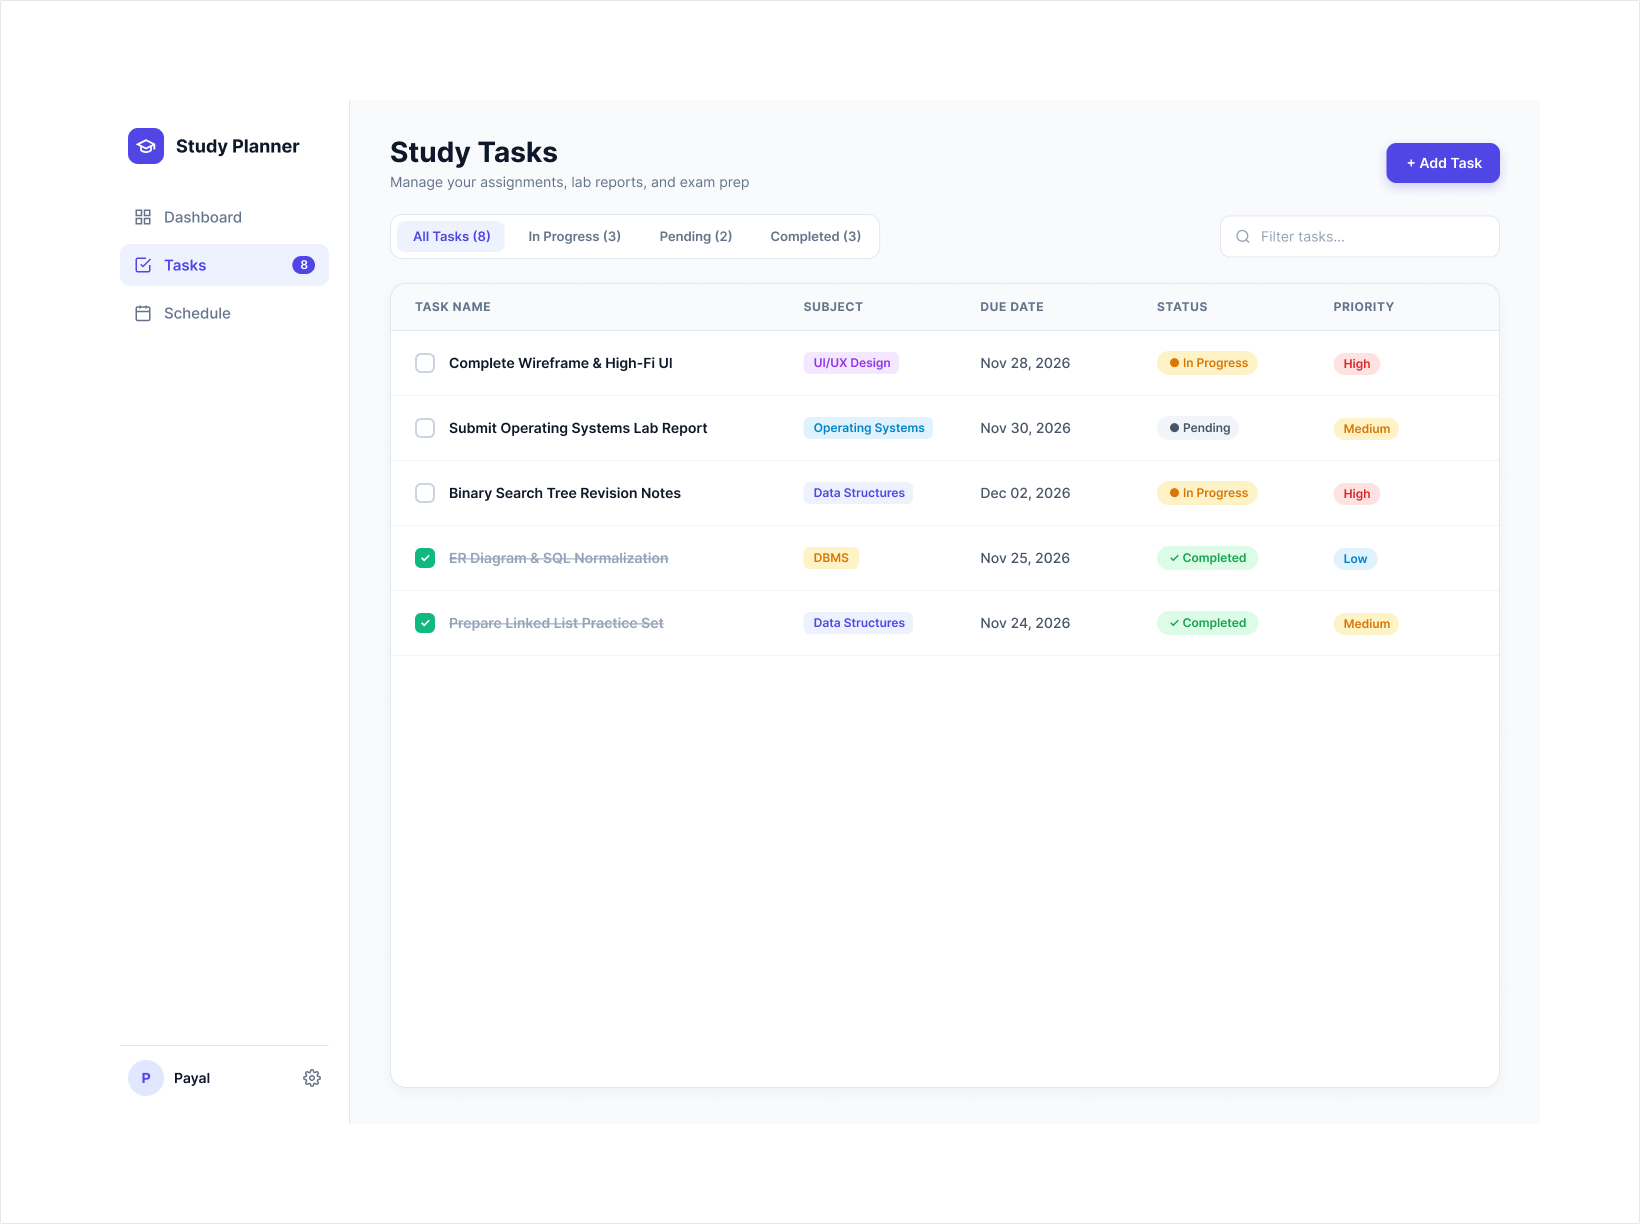 Study Planner
Dashboard
Tasks 8
Schedule
P Payal
Study Tasks
Manage your assignments, lab reports, and exam prep
+ Add Task
All Tasks (8) In Progress (3) Pending (2) Completed (3)
Filter tasks...
TASK NAME SUBJECT DUE DATE STATUS PRIORITY
Complete Wireframe & High-Fi UI UI/UX Design Nov 28, 2026 In Progress High
Submit Operating Systems Lab Report Operating Systems Nov 30, 2026 Pending Medium
Binary Search Tree Revision Notes Data Structures Dec 02, 2026 In Progress High
ER Diagram & SQL Normalization DBMS Nov 25, 2026 Completed Low
Prepare Linked List Practice Set Data Structures Nov 24, 2026 Completed Medium